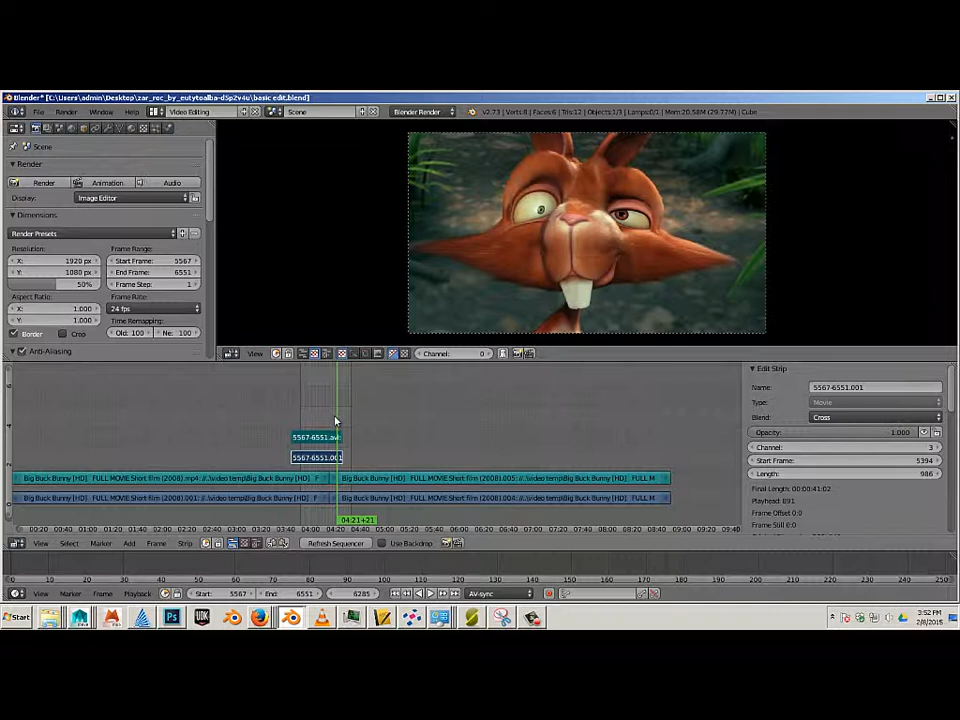 Blender* [C:\Users\admin\Desktop\zar_rec_by_eutytoalba-d5p2v4u\basic edit.blend]
File Render Window Help Video Editing Scene Blender Render v2.73 | Verts:8 | Faces:6 | Tris:12 | Objects:1/3 | Lamps:0/1 | Mem:20.58M (29.77M) | Cube
Scene
Render
Render Animation Audio
Display: Image Editor
Dimensions
Render Presets
Resolution: Frame Range:
X: 1920 px Start Frame: 5567
Y: 1080 px End Frame: 6551
50% Frame Step: 1
Aspect Ratio: Frame Rate:
X: 1.000 24 fps
Y: 1.000 Time Remapping:
Border Crop Old: 100 Ne: 100
Anti-Aliasing
View Channel: 0
Edit Strip
Name: 5567-6551.001
Type: Movie
Blend: Cross
Opacity: 1.000
Channel: 3
Start Frame: 5394
Length: 986
Final Length: 00:00:41:02
Playhead: 891
Frame Offset 0:0
Frame Still 0:0
5567-6551.avi:
5567-6551.001
Big Buck Bunny [HD] FULL MOVIE Short film (2008).mp4: //..\video temp\Big Buck Bunny [HD] F
Big Buck Bunny [HD] FULL MOVIE Short film (2008).005: //..\video temp\Big Buck Bunny [HD] FULL M
Big Buck Bunny [HD] FULL MOVIE Short film (2008).001: //..\video temp\Big Buck Bunny [HD] F
Big Buck Bunny [HD] FULL MOVIE Short film (2008).004: //..\video temp\Big Buck Bunny [HD] FULL M
04:21+21
00:20 00:40 01:00 01:20 01:40 02:00 02:20 02:40 03:00 03:20 03:40 04:00 04:20 04:40 05:00 05:20 05:40 06:00 06:20 06:40 07:00 07:20 07:40 08:00 08:20 08:40 09:00 09:20 09:40
View Select Marker Add Frame Strip Refresh Sequencer Use Backdrop
0 10 20 30 40 50 60 70 80 90 100 110 120 130 140 150 160 170 180 190 200 210 220 230 240 250
View Marker Frame Playback Start: 5567 End: 6551 6285 AV-sync
Start Ps UDK 3:52 PM
2/8/2015